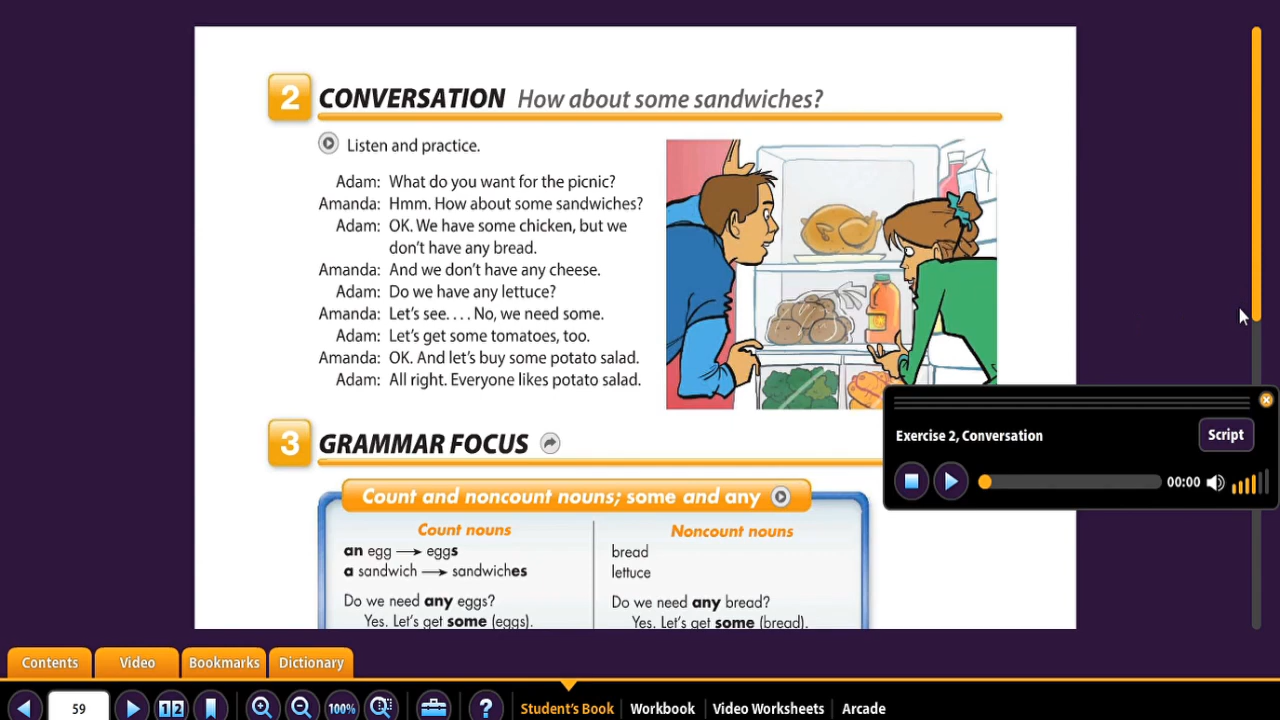 2 CONVERSATION How about some sandwiches?
Listen and practice.
Adam: What do you want for the picnic?
Amanda: Hmm. How about some sandwiches?
Adam: OK. We have some chicken, but we
don't have any bread.
Amanda: And we don't have any cheese.
Adam: Do we have any lettuce?
Amanda: Let's see. . . . No, we need some.
Adam: Let's get some tomatoes, too.
Amanda: OK. And let's buy some potato salad.
Adam: All right. Everyone likes potato salad.
Exercise 2, Conversation
Script
00:00
3 GRAMMAR FOCUS
Count and noncount nouns; some and any
Count nouns
an egg → eggs
a sandwich → sandwiches
Do we need any eggs?
Yes. Let's get some (eggs).
Noncount nouns
bread
lettuce
Do we need any bread?
Yes. Let's get some (bread).
Contents Video Bookmarks Dictionary
59 12 100% ? Student's Book Workbook Video Worksheets Arcade